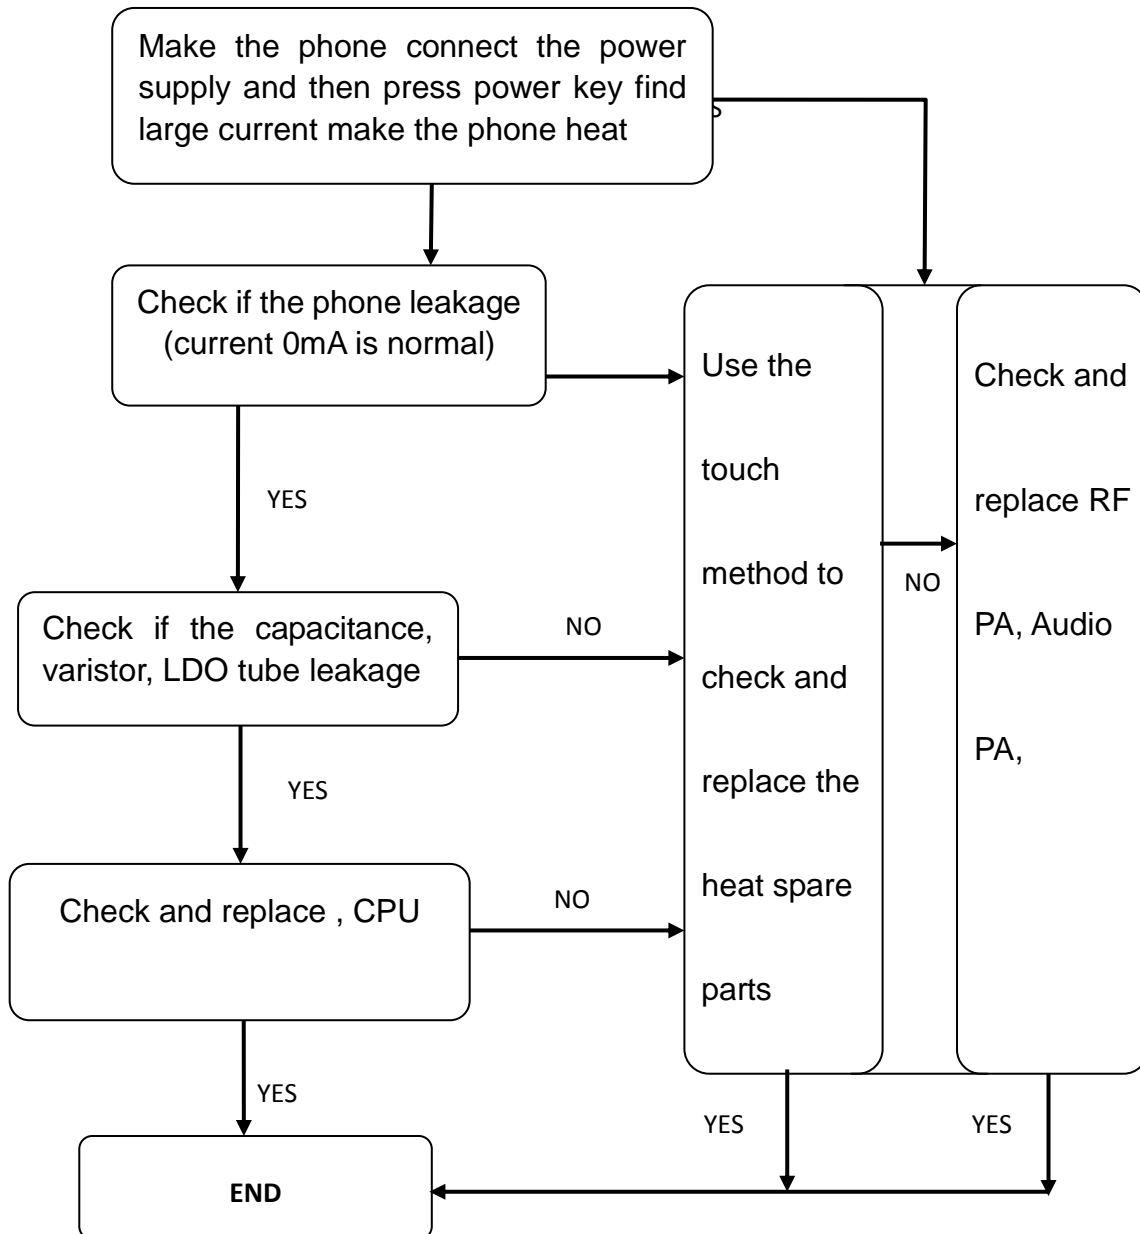 Make the phone connect the power
supply and then press power key find
large current make the phone heat
S
Check if the phone leakage
(current 0mA is normal)
YES
Check if the capacitance,
varistor, LDO tube leakage
NO
YES
Check and replace , CPU
NO
YES
END
Use the
touch
method to
check and
replace the
heat spare
parts
NO
YES
Check and
replace RF
PA, Audio
PA,
YES